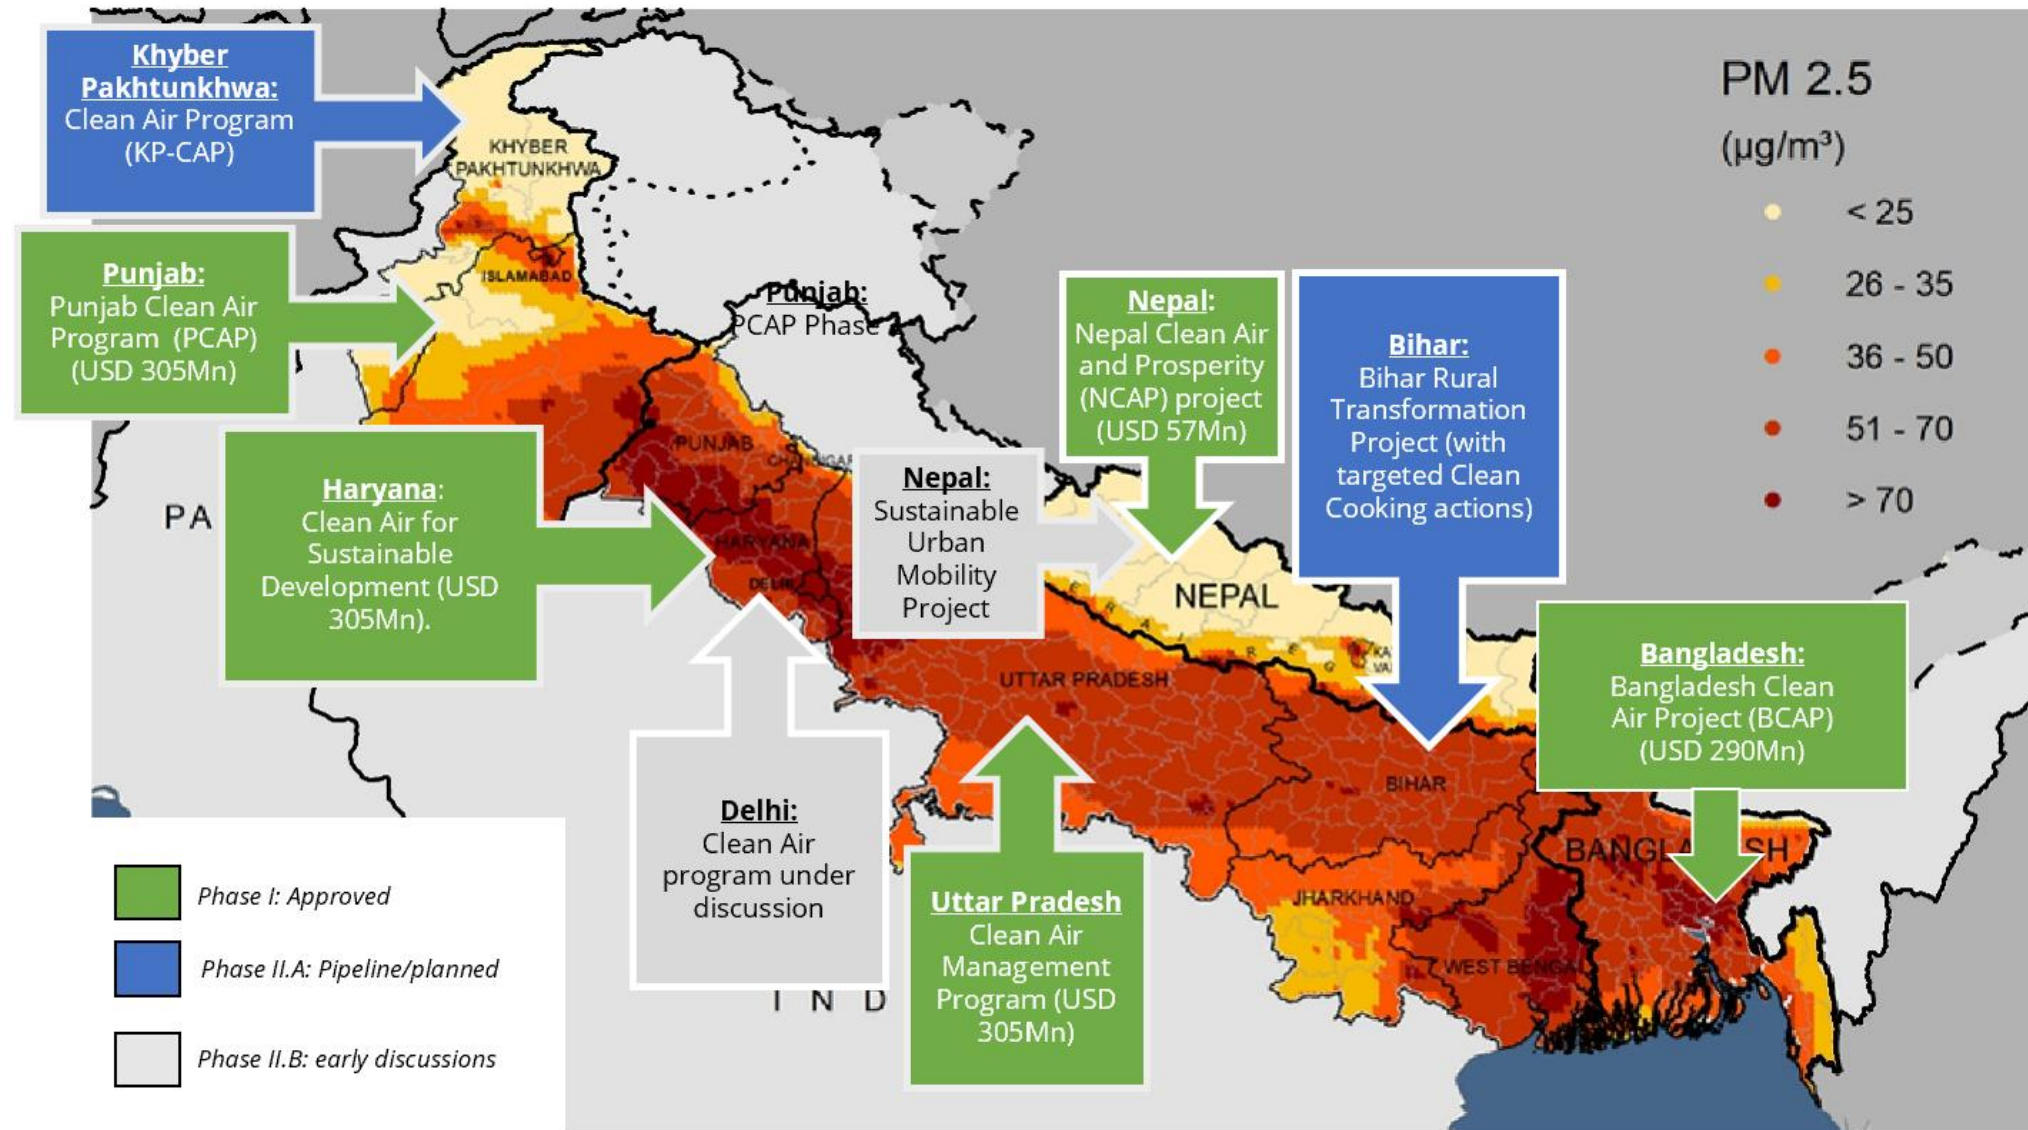 Khyber
Pakhtunkhwa:
Clean Air Program
(KP-CAP)
Punjab:
Punjab Clean Air
Program (PCAP)
(USD 305Mn)
Haryana:
Clean Air for
Sustainable
Development (USD
305Mn).
Punjab:
PCAP Phase
Nepal:
Sustainable
Urban
Mobility
Project
Nepal:
Nepal Clean Air
and Prosperity
(NCAP) project
(USD 57Mn)
Bihar:
Bihar Rural
Transformation
Project (with
targeted Clean
Cooking actions)
Bangladesh:
Bangladesh Clean
Air Project (BCAP)
(USD 290Mn)
Delhi:
Clean Air
program under
discussion
Uttar Pradesh
Clean Air
Management
Program (USD
305Mn)
PM 2.5
(µg/m³)
< 25
26 - 35
36 - 50
51 - 70
> 70
KHYBER
PAKHTUNKHWA
ISLAMABAD
PUNJAB
HARYANA
DELHI
PA
NEPAL
UTTAR PRADESH
BIHAR
JHARKHAND
WEST BENGA
BANGLA
SH
I N D
Phase I: Approved
Phase II.A: Pipeline/planned
Phase II.B: early discussions